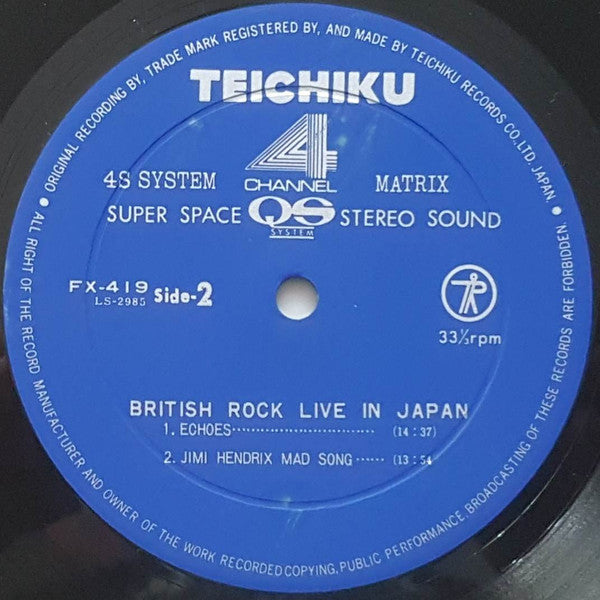 • ORIGINAL RECORDING BY, TRADE MARK REGISTERED BY, AND MADE BY TEICHIKU RECORDS CO., LTD. JAPAN. •
TEICHIKU
4
4S SYSTEM CHANNEL MATRIX
SUPER SPACE QS STEREO SOUND
SYSTEM
FX-419 Side-2
LS-2985
33⅓rpm
BRITISH ROCK LIVE IN JAPAN
1. ECHOES································(14:37)
2. JIMI HENDRIX MAD SONG······(13:54
ALL RIGHT OF THE RECORD MANUFACTURER AND OWNER OF THE WORK RECORDED COPYING, PUBLIC PERFORMANCE, BROADCASTING OF THESE RECORDS ARE FORBIDDEN.